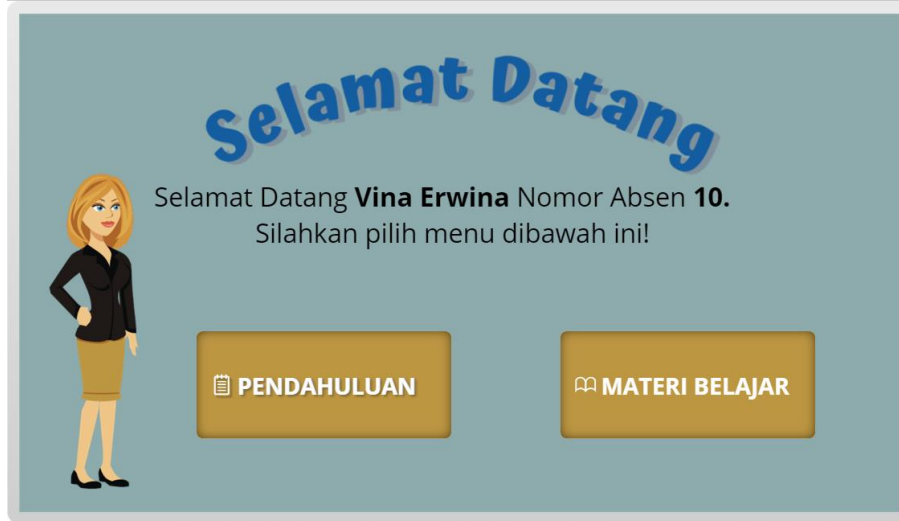 Selamat Datang
Selamat Datang Vina Erwina Nomor Absen 10.
Silahkan pilih menu dibawah ini!
PENDAHULUAN
MATERI BELAJAR